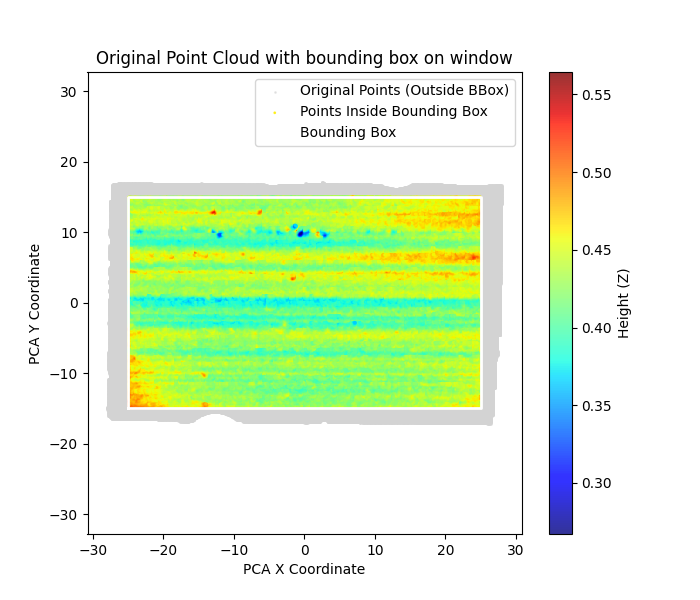 Original Point Cloud with bounding box on window
Original Points (Outside BBox)
Points Inside Bounding Box
Bounding Box
30
20
10
0
−10
−20
−30
PCA Y Coordinate
−30
−20
−10
0
10
20
30
PCA X Coordinate
0.55
0.50
0.45
0.40
0.35
0.30
Height (Z)